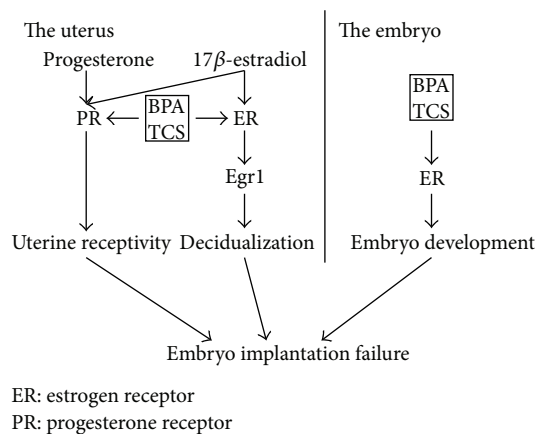 The uterus
Progesterone
17β-estradiol
PR
BPA
TCS
ER
Egr1
Uterine receptivity
Decidualization
The embryo
BPA
TCS
ER
Embryo development
Embryo implantation failure
ER: estrogen receptor
PR: progesterone receptor